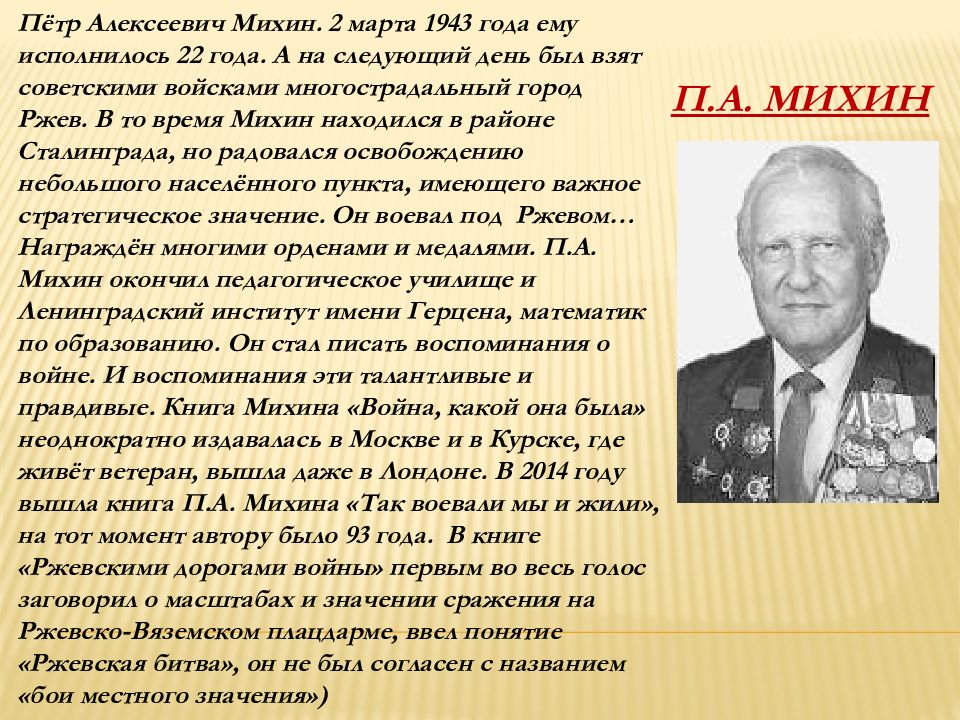 Пётр Алексеевич Михин. 2 марта 1943 года ему
исполнилось 22 года. А на следующий день был взят
советскими войсками многострадальный город
Ржев. В то время Михин находился в районе
Сталинграда, но радовался освобождению
небольшого населённого пункта, имеющего важное
стратегическое значение. Он воевал под Ржевом…
Награждён многими орденами и медалями. П.А.
Михин окончил педагогическое училище и
Ленинградский институт имени Герцена, математик
по образованию. Он стал писать воспоминания о
войне. И воспоминания эти талантливые и
правдивые. Книга Михина «Война, какой она была»
неоднократно издавалась в Москве и в Курске, где
живёт ветеран, вышла даже в Лондоне. В 2014 году
вышла книга П.А. Михина «Так воевали мы и жили»,
на тот момент автору было 93 года. В книге
«Ржевскими дорогами войны» первым во весь голос
заговорил о масштабах и значении сражения на
Ржевско-Вяземском плацдарме, ввел понятие
«Ржевская битва», он не был согласен с названием
«бои местного значения»)
П.А. МИХИН